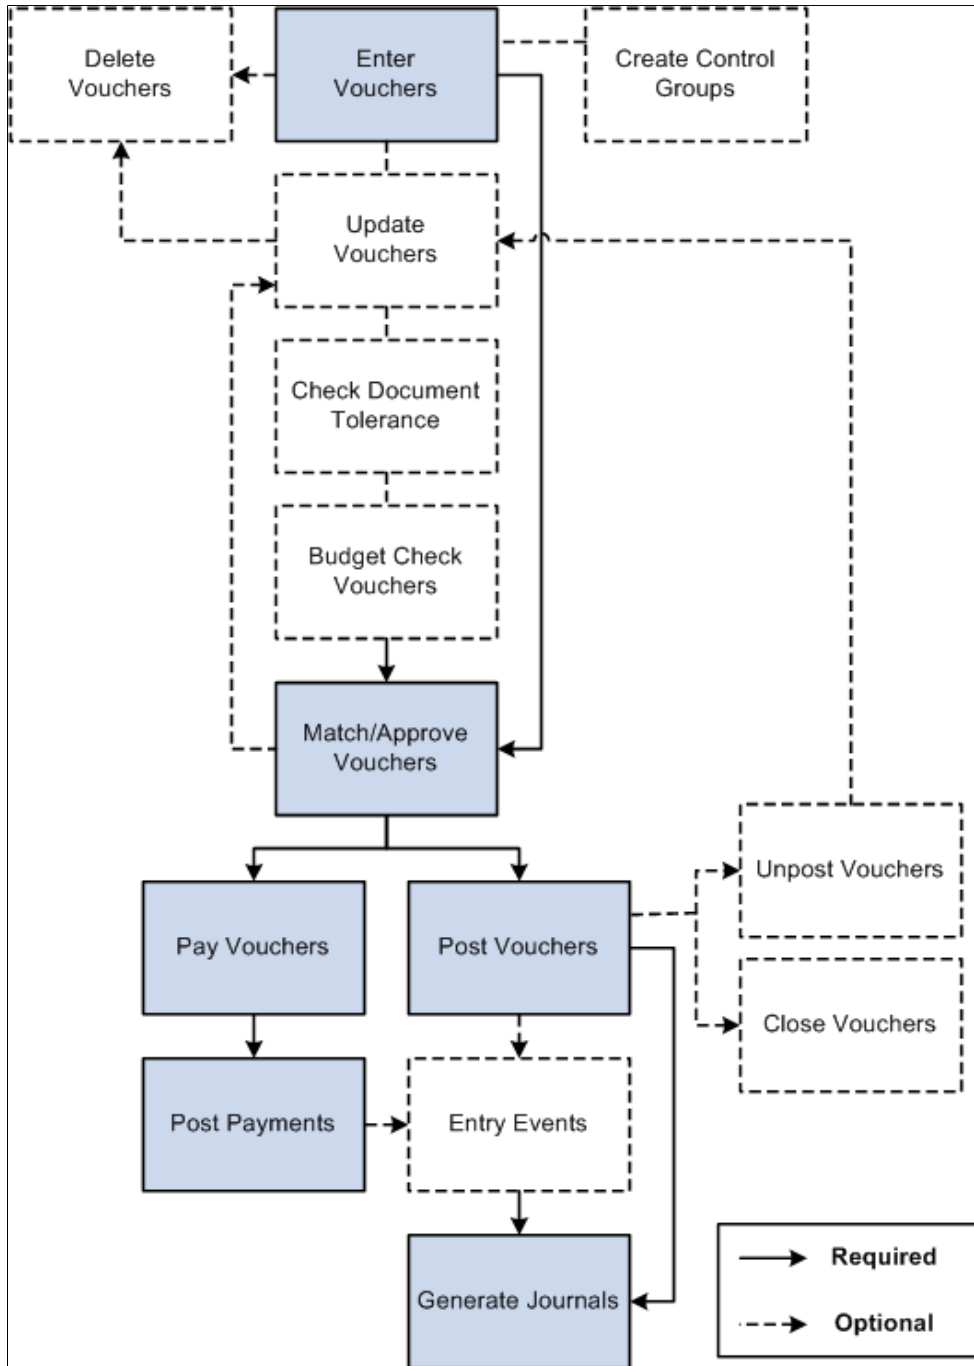 Delete
Vouchers
Enter
Vouchers
Create Control
Groups
Update
Vouchers
Check Document
Tolerance
Budget Check
Vouchers
Match/Approve
Vouchers
Pay Vouchers
Post Vouchers
Unpost Vouchers
Close Vouchers
Post Payments
Entry Events
Generate Journals
Required
Optional